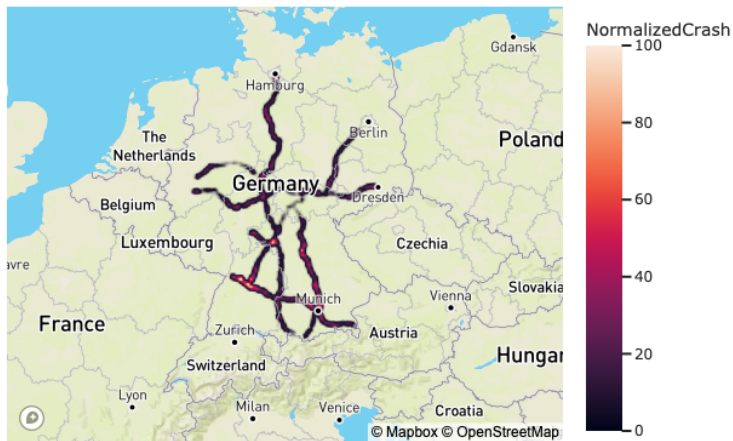 NormalizedCrash
100
80
60
40
20
0
Gdansk
Hamburg
Berlin
The
Netherlands
Poland
Germany
Dresden
Belgium
Luxembourg
Czechia
avre
Slovakia
Munich
Vienna
France
Zurich
Austria
Switzerland
Hungar
Lyon
Milan
Venice
Croatia
© Mapbox © OpenStreetMap